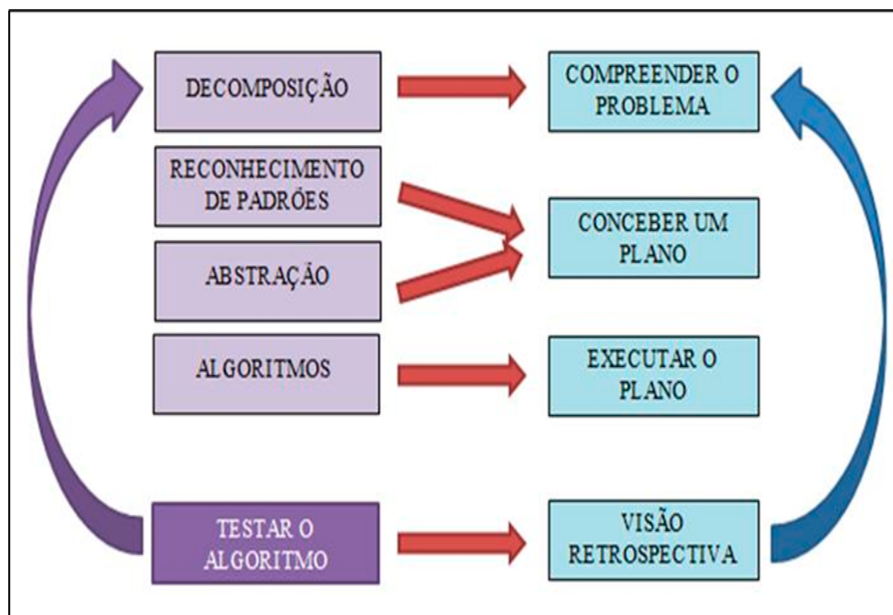 DECOMPOSIÇÃO
COMPREENDER O
PROBLEMA
RECONHECIMENTO
DE PADRÕES
CONCEBER UM
PLANO
ABSTRAÇÃO
ALGORITMOS
EXECUTAR O
PLANO
TESTAR O
ALGORITMO
VISÃO
RETROSPECTIVA